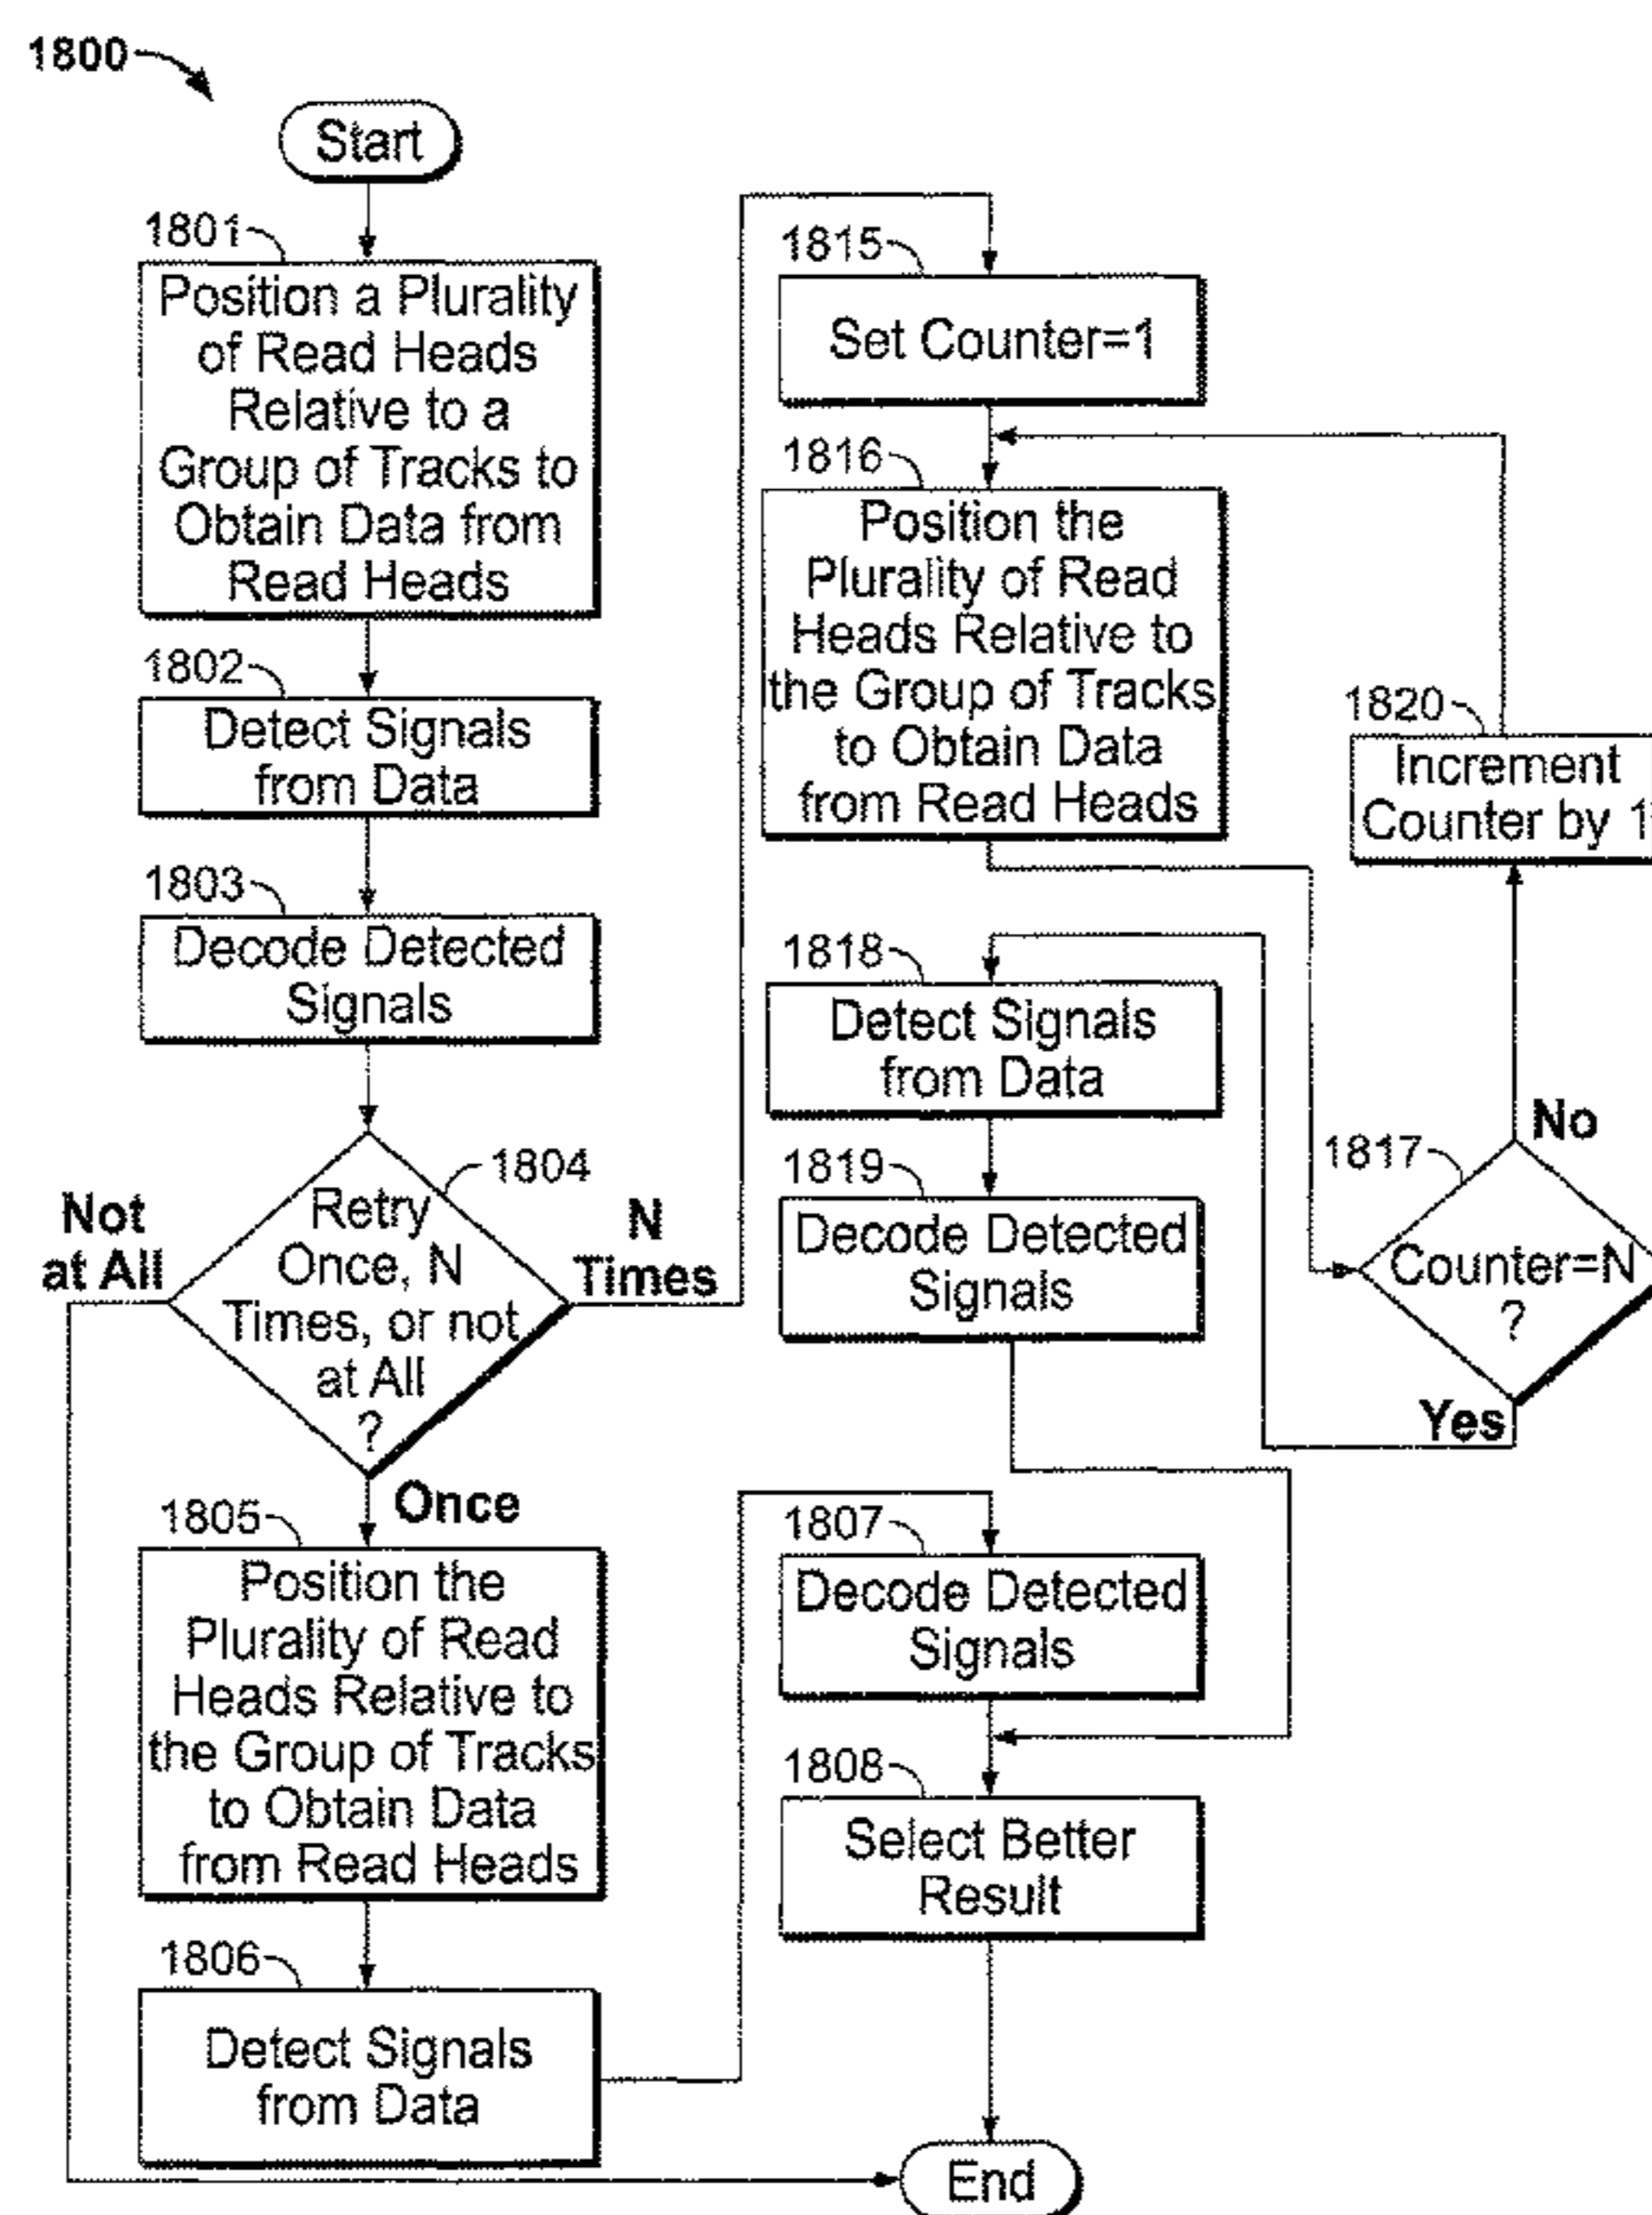 1800
Start
1801
Position a Plurality
of Read Heads
Relative to a
Group of Tracks to
Obtain Data from
Read Heads
1802
Detect Signals
from Data
1803
Decode Detected
Signals
1804
Retry
Once, N
Times, or not
at All
?
Not
at All
N
Times
Once
1805
Position the
Plurality of Read
Heads Relative to
the Group of Tracks
to Obtain Data
from Read Heads
1806
Detect Signals
from Data
1815
Set Counter=1
1816
Position the
Plurality of Read
Heads Relative to
the Group of Tracks
to Obtain Data
from Read Heads
1820
Increment
Counter by 1
1817
Counter=N
?
No
Yes
1818
Detect Signals
from Data
1819
Decode Detected
Signals
1807
Decode Detected
Signals
1808
Select Better
Result
End